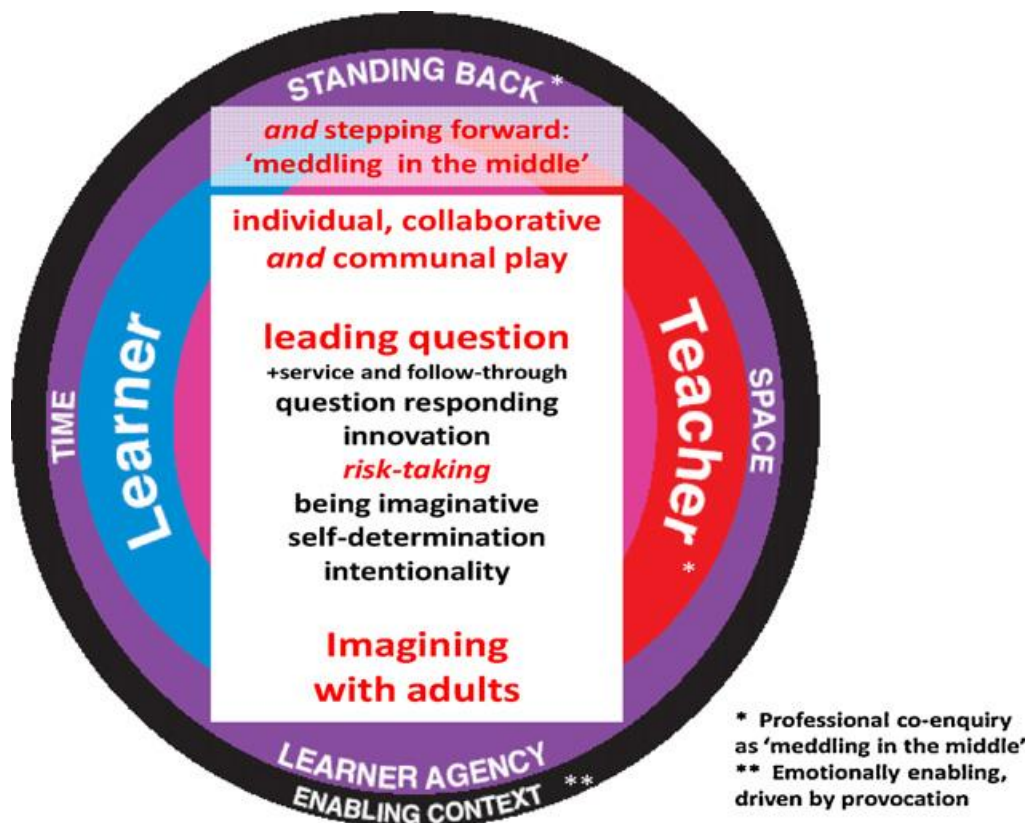 STANDING BACK *
and stepping forward:
‘meddling in the middle’
individual, collaborative
and communal play
leading question
+service and follow-through
question responding
innovation
risk-taking
being imaginative
self-determination
intentionality
Imagining
with adults
TIME
Learner
Teacher *
SPACE
LEARNER AGENCY
ENABLING CONTEXT **
* Professional co-enquiry
as ‘meddling in the middle’
** Emotionally enabling,
driven by provocation